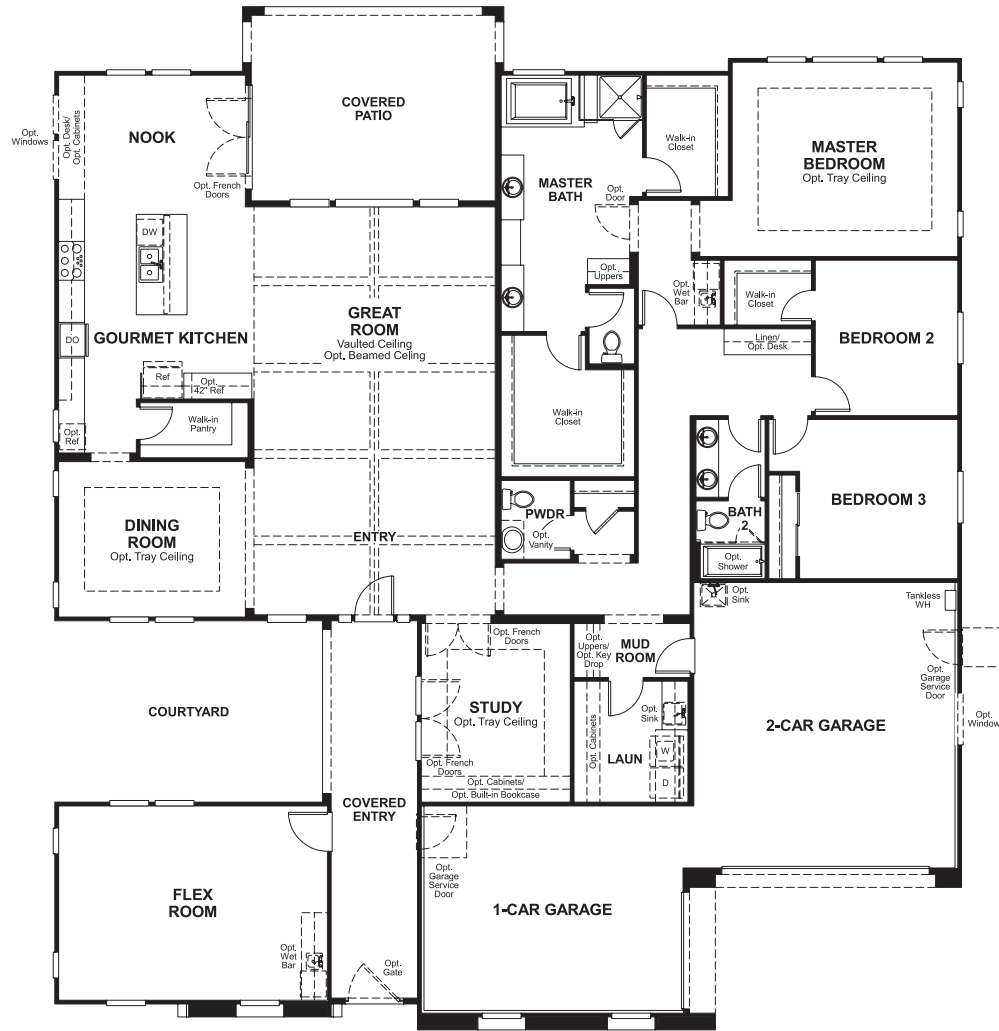 COVERED
PATIO
NOOK
Opt.
Windows
Opt. Desk/
Opt. Cabinets
Opt. French
Doors
DW
DO
GOURMET KITCHEN
Ref
Opt.
42" Ref
Opt.
Ref
Walk-in
Pantry
GREAT
ROOM
Vaulted Ceiling
Opt. Beamed Celing
MASTER
BATH
Opt.
Door
Opt.
Uppers
Walk-in
Closet
MASTER
BEDROOM
Opt. Tray Ceiling
Opt.
Wet
Bar
Walk-in
Closet
BEDROOM 2
Linen/
Opt. Desk
Walk-in
Closet
DINING
ROOM
Opt. Tray Ceiling
ENTRY
PWDR
Opt.
Vanity
BATH
2
Opt.
Shower
BEDROOM 3
Opt.
Sink
Tankless
WH
Opt.
Garage
Service
Door
Opt.
Window
2-CAR GARAGE
Opt. French
Doors
STUDY
Opt. Tray Ceiling
Opt. French
Doors
Opt. Cabinets/
Opt. Built-in Bookcase
Opt.
Uppers/
Opt. Key
Drop
MUD
ROOM
Opt. Cabinets
Opt.
Sink
LAUN
W
D
COURTYARD
COVERED
ENTRY
FLEX
ROOM
Opt.
Wet
Bar
Opt.
Gate
Opt.
Garage
Service
Door
1-CAR GARAGE